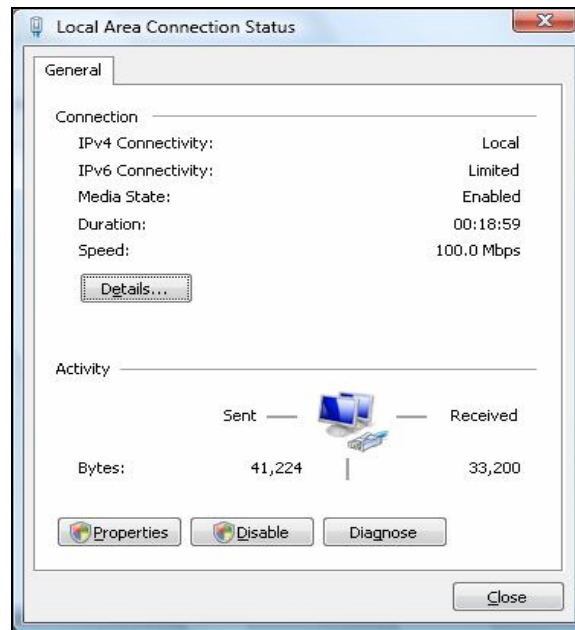 Local Area Connection Status
General
Connection
IPv4 Connectivity: Local
IPv6 Connectivity: Limited
Media State: Enabled
Duration: 00:18:59
Speed: 100.0 Mbps
Details...
Activity
Sent Received
Bytes: 41,224 33,200
Properties Disable Diagnose
Close